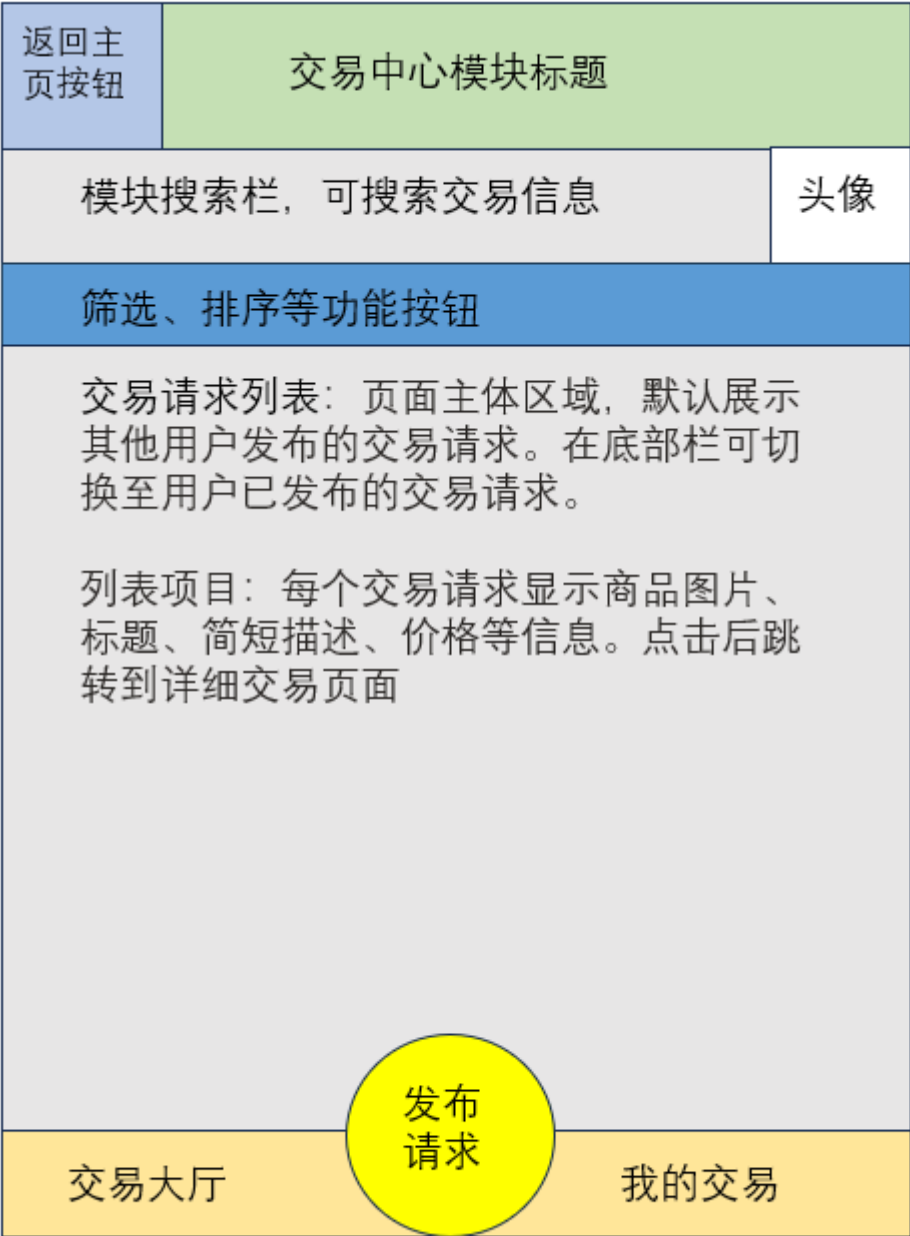 返回主
页按钮
交易中心模块标题
模块搜索栏，可搜索交易信息
头像
筛选、排序等功能按钮
交易请求列表：页面主体区域，默认展示
其他用户发布的交易请求。在底部栏可切
换至用户已发布的交易请求。
列表项目：每个交易请求显示商品图片、
标题、简短描述、价格等信息。点击后跳
转到详细交易页面
发布
请求
交易大厅
我的交易